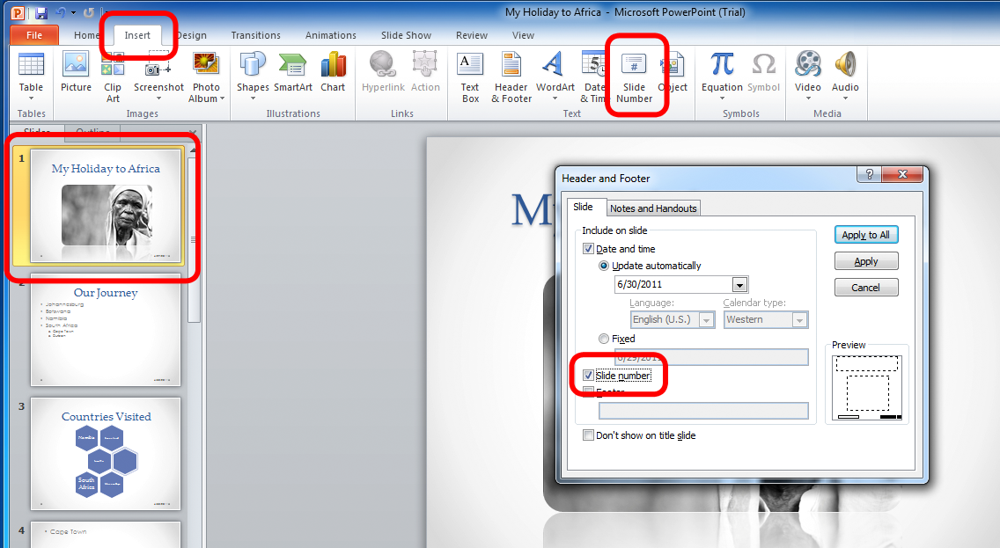 My Holiday to Africa - Microsoft PowerPoint (Trial)
File Home Insert Design Transitions Animations Slide Show Review View
Table Picture Clip Art Screenshot Photo Album Shapes SmartArt Chart Hyperlink Action Text Box Header & Footer WordArt Date & Time Slide Number Object Equation Symbol Video Audio
Tables Images Illustrations Links Text Symbols Media
Slides Outline
1
My Holiday to Africa
2
Our Journey
Johannesburg
Botswana
Namibia
South Africa
Cape Town
Durban
3
Countries Visited
Namibia
South Africa
4
Cape Town
My
Header and Footer
Slide Notes and Handouts
Include on slide
Date and time
Update automatically
6/30/2011
Language: Calendar type:
English (U.S.) Western
Fixed
6/29/2011
Slide number
Footer
Don't show on title slide
Apply to All
Apply
Cancel
Preview